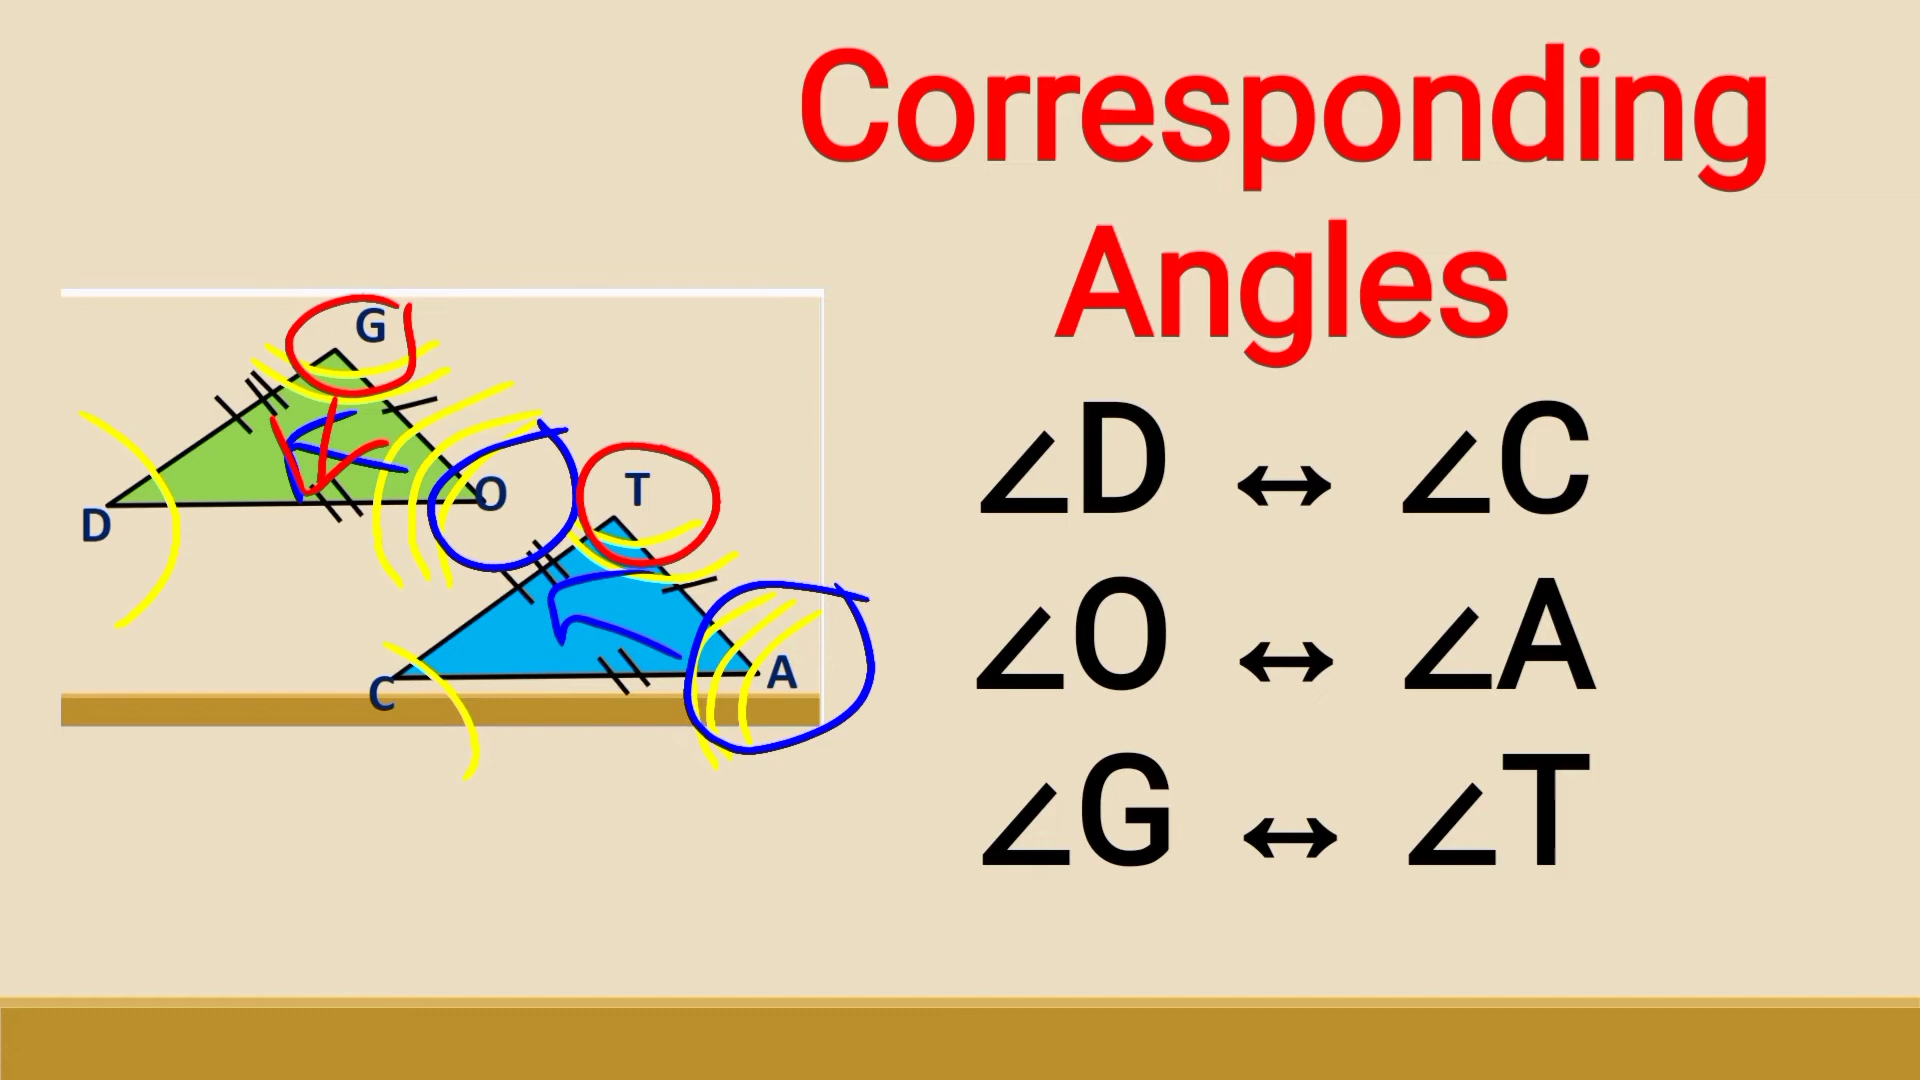 Corresponding
Angles
G
D
O
T
C
A
∠D ↔ ∠C
∠O ↔ ∠A
∠G ↔ ∠T